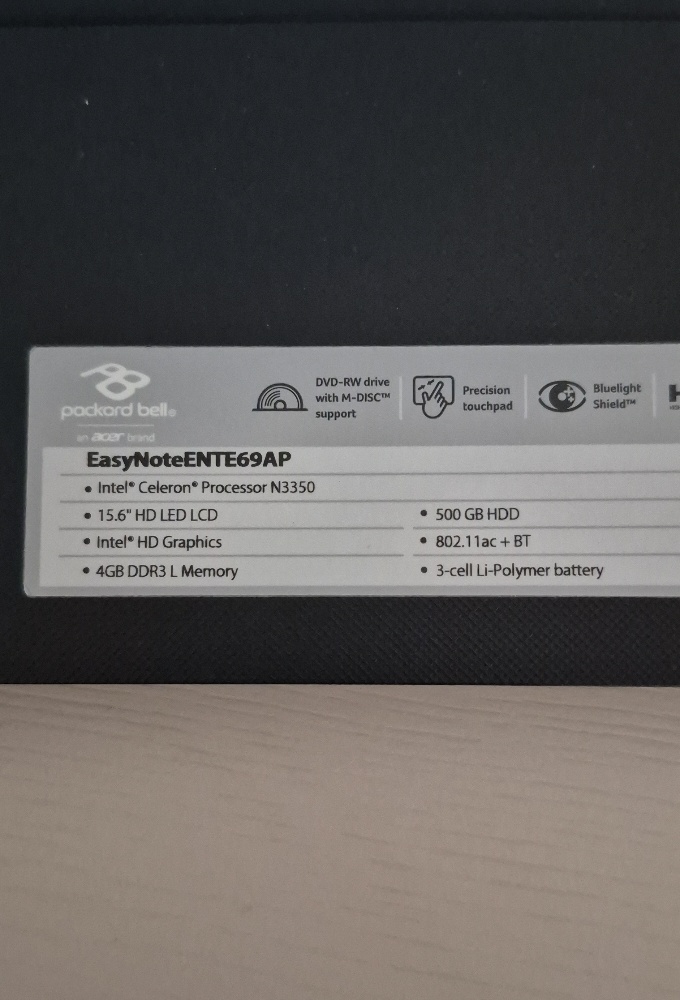 packard bell®
an acer brand
DVD-RW drive
with M-DISC™
support
Precision
touchpad
Bluelight
Shield™
EasyNoteENTE69AP
• Intel® Celeron® Processor N3350
• 15.6" HD LED LCD
• 500 GB HDD
• Intel® HD Graphics
• 802.11ac + BT
• 4GB DDR3 L Memory
• 3-cell Li-Polymer battery